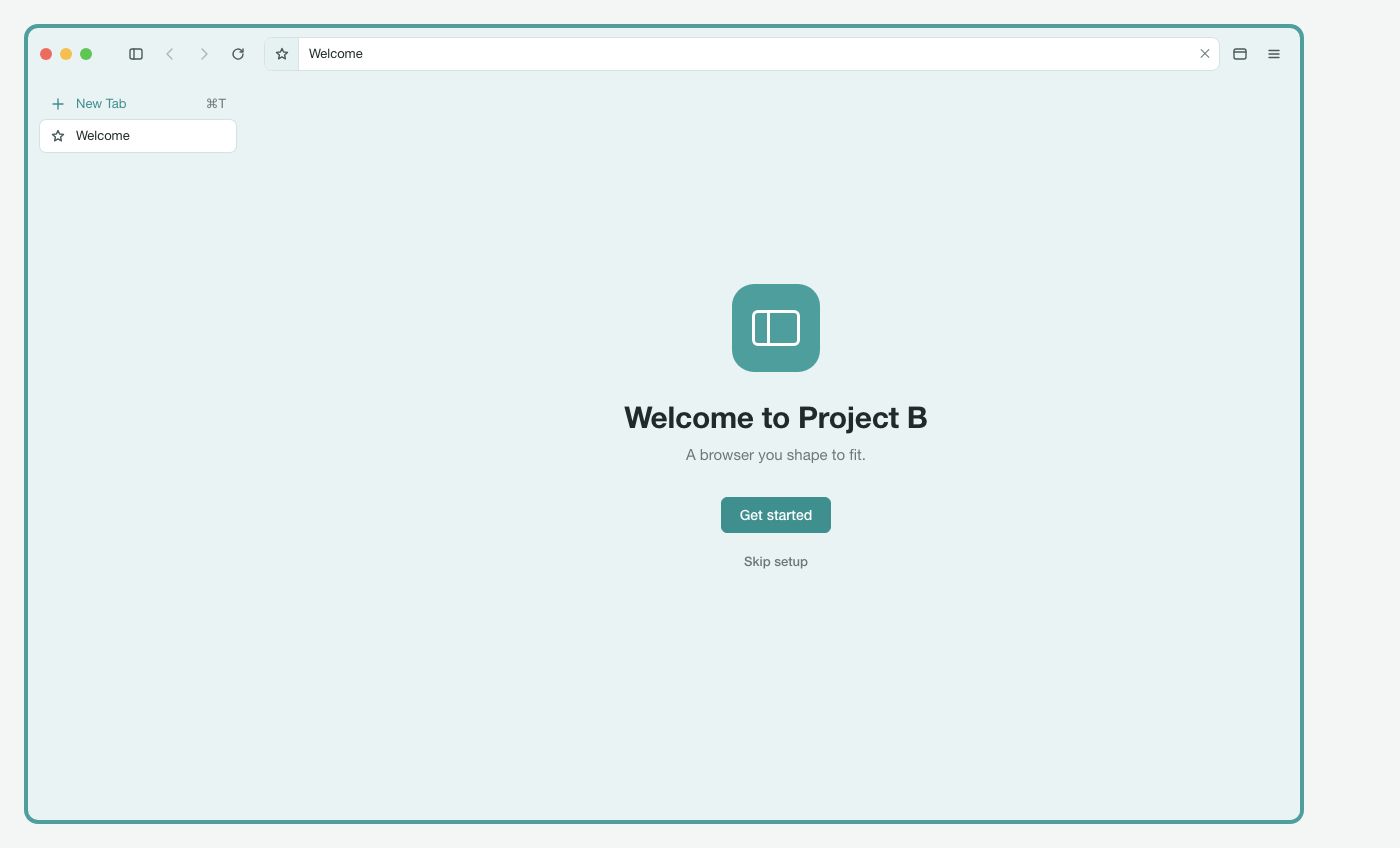 Welcome
New Tab ⌘T
Welcome
Welcome to Project B
A browser you shape to fit.
Get started
Skip setup